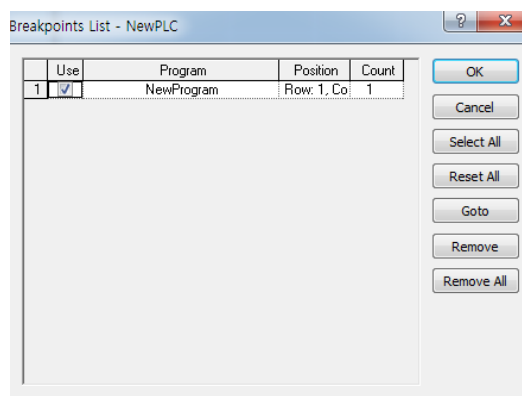 Breakpoints List - NewPLC
Use Program Position Count
1 NewProgram Row: 1, Co 1
OK
Cancel
Select All
Reset All
Goto
Remove
Remove All